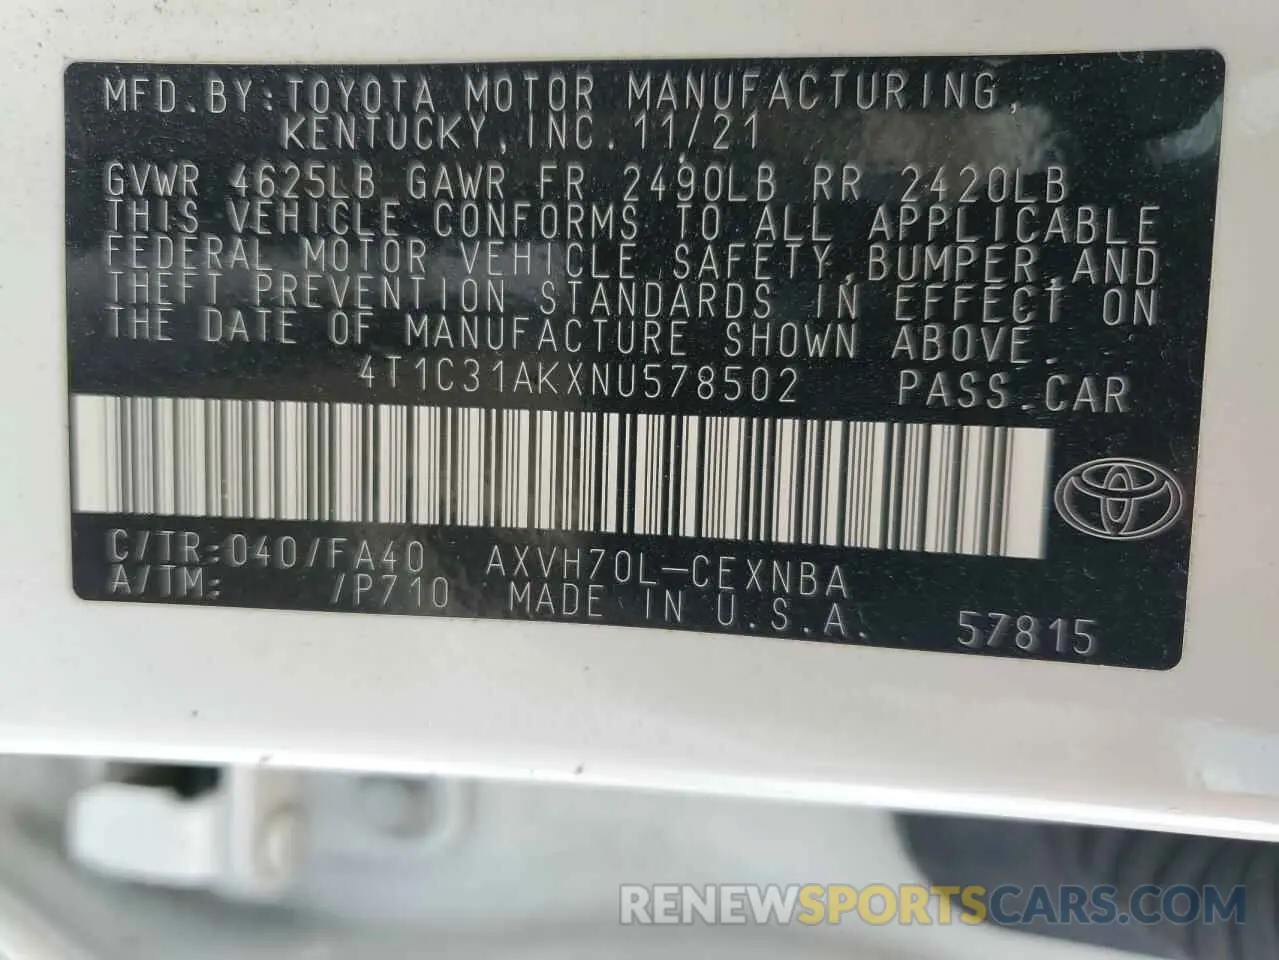 MFD.BY:TOYOTA MOTOR MANUFACTURING,
KENTUCKY,INC.11/21
GVWR 4625LB GAWR FR 2490LB RR 2420LB
THIS VEHICLE CONFORMS TO ALL APPLICABLE
FEDERAL MOTOR VEHICLE SAFETY,BUMPER,AND
THEFT PREVENTION STANDARDS IN EFFECT ON
THE DATE OF MANUFACTURE SHOWN ABOVE.
4T1C31AKXNU578502 PASS.CAR
C/TR:040/FA40 AXVH70L-CEXNBA
A/TM: /P710 MADE IN U.S.A. 57815
RENEWSPORTSCARS.COM